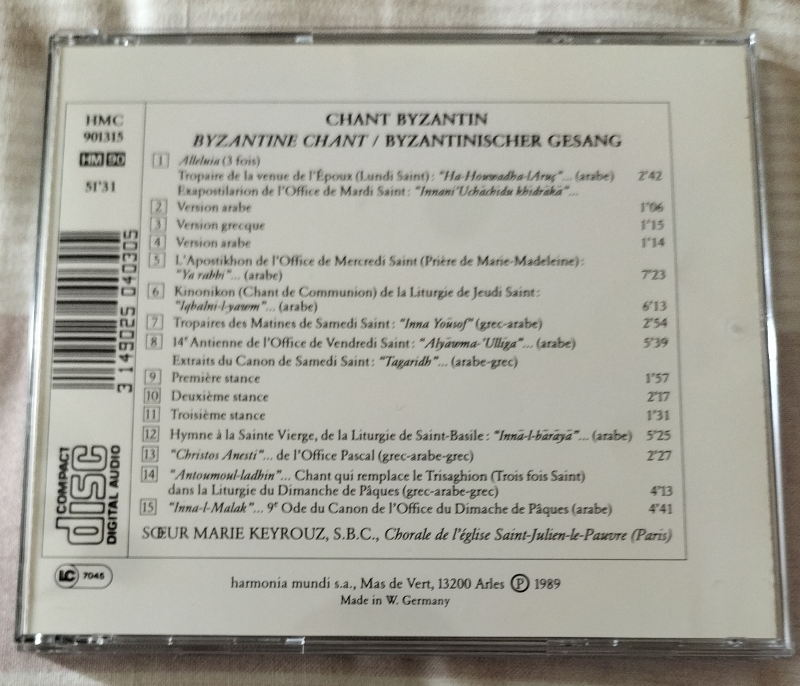 HMC
901315
HM 90
51'31
3 149025 040305
COMPACT
disc
DIGITAL AUDIO
LC 7045
CHANT BYZANTIN
BYZANTINE CHANT / BYZANTINISCHER GESANG
1 Alleluia (3 fois)
Tropaire de la venue de l'Époux (Lundi Saint) : "Ha-Houwadha-l-Aruç"... (arabe) 2'42
Exapostilarion de l'Office de Mardi Saint : "Innani'Uchāchidu khidrākā"...
2 Version arabe 1'06
3 Version grecque 1'15
4 Version arabe 1'14
5 L'Apostikhon de l'Office de Mercredi Saint (Prière de Marie-Madeleine) :
"Ya rabbi"... (arabe) 7'23
6 Kinonikon (Chant de Communion) de la Liturgie de Jeudi Saint :
"Iqbalni-l-yawm"... (arabe) 6'13
7 Tropaires des Matines de Samedi Saint : "Inna Yoūsof" (grec-arabe) 2'54
8 14e Antienne de l'Office de Vendredi Saint : "Alyāwma-'Ulliga"... (arabe) 5'39
Extraits du Canon de Samedi Saint : "Tagaridh"... (arabe-grec)
9 Première stance 1'57
10 Deuxième stance 2'17
11 Troisième stance 1'31
12 Hymne à la Sainte Vierge, de la Liturgie de Saint-Basile : "Innā-l-bārāyā"... (arabe) 5'25
13 "Christos Anesti"... de l'Office Pascal (grec-arabe-grec) 2'27
14 "Antoumoul-ladhin"... Chant qui remplace le Trisaghion (Trois fois Saint)
dans la Liturgie du Dimanche de Pâques (grec-arabe-grec) 4'13
15 "Inna-l-Malak"... 9e Ode du Canon de l'Office du Dimache de Pâques (arabe) 4'41
SŒUR MARIE KEYROUZ, S.B.C., Chorale de l'église Saint-Julien-le-Pauvre (Paris)
harmonia mundi s.a., Mas de Vert, 13200 Arles Ⓟ 1989
Made in W. Germany